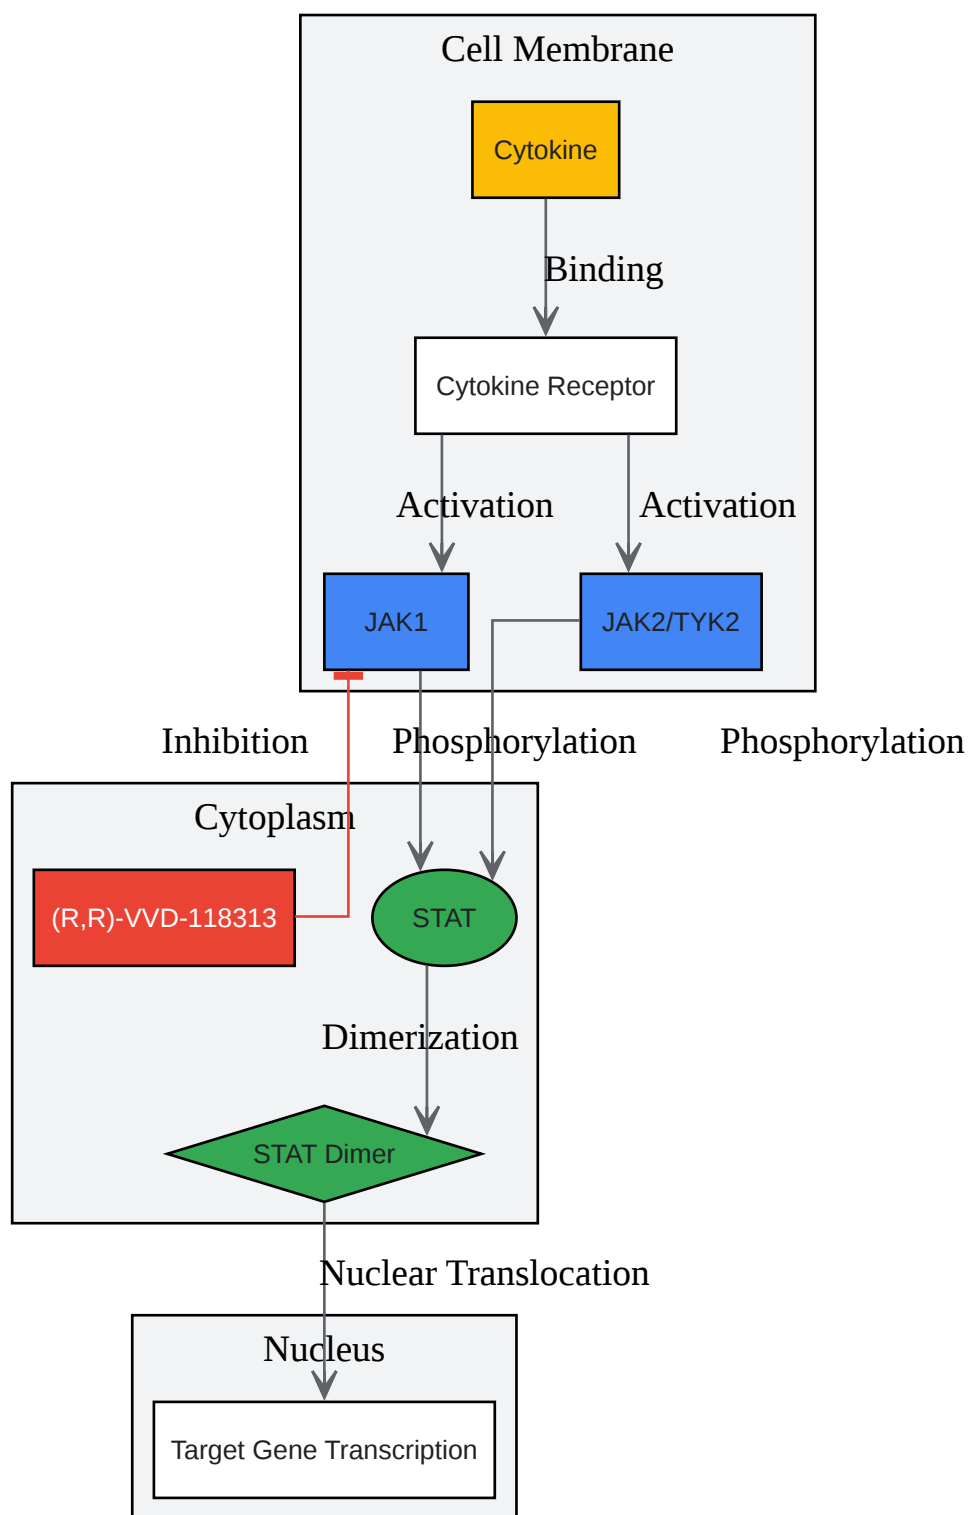 Cell Membrane
Cytokine
Binding
Cytokine Receptor
Activation
Activation
JAK1
JAK2/TYK2
Inhibition
Phosphorylation
Phosphorylation
Cytoplasm
(R,R)-VVD-118313
STAT
Dimerization
STAT Dimer
Nuclear Translocation
Nucleus
Target Gene Transcription